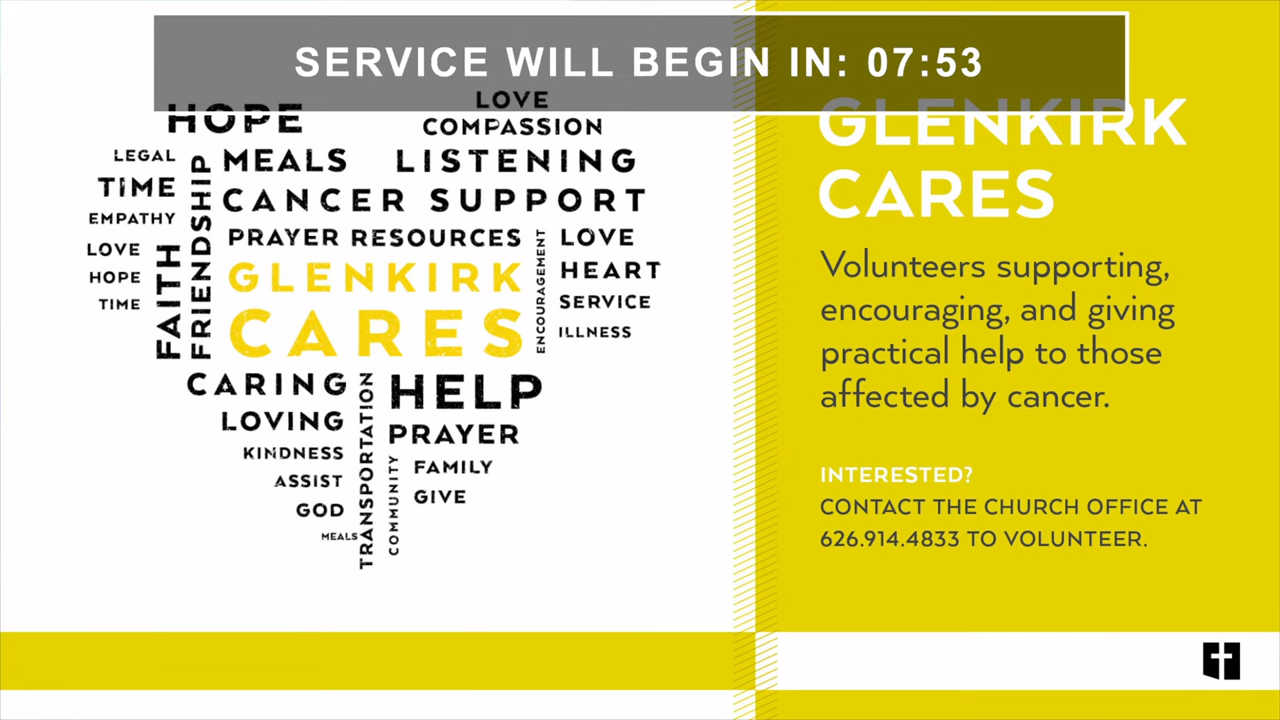 SERVICE WILL BEGIN IN: 07:53
HOPE
LOVE
COMPASSION
LEGAL
MEALS
LISTENING
TIME
CANCER SUPPORT
EMPATHY
FRIENDSHIP
PRAYER RESOURCES
LOVE
LOVE
FAITH
GLENKIRK
ENCOURAGEMENT
HEART
HOPE
CARES
SERVICE
TIME
ILLNESS
CARING
HELP
LOVING
TRANSPORTATION
PRAYER
KINDNESS
COMMUNITY
FAMILY
ASSIST
GIVE
GOD
MEALS
GLENKIRK
CARES
Volunteers supporting,
encouraging, and giving
practical help to those
affected by cancer.
INTERESTED?
CONTACT THE CHURCH OFFICE AT
626.914.4833 TO VOLUNTEER.